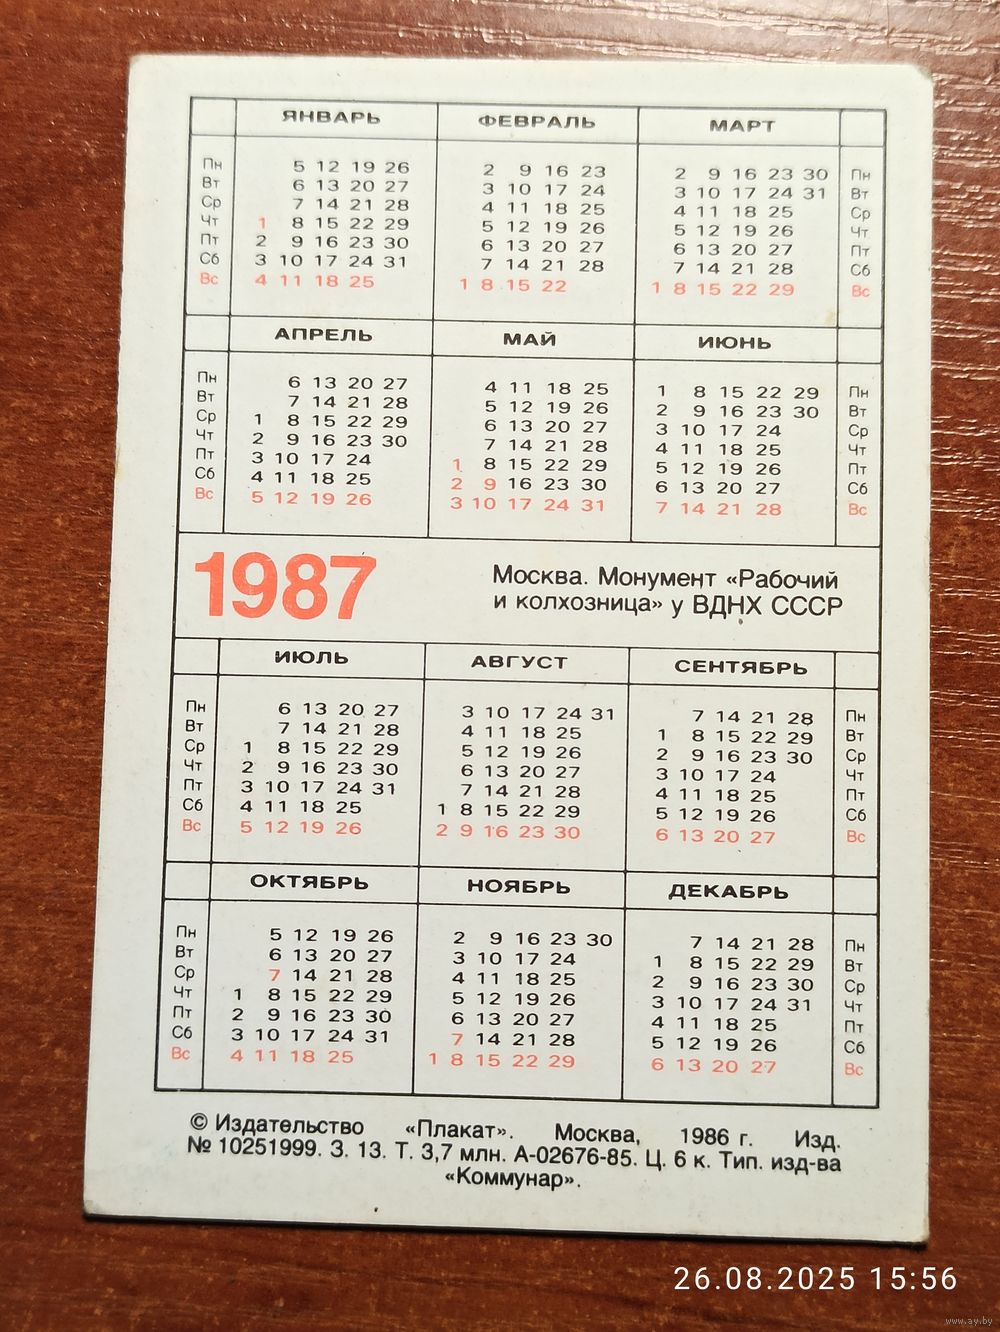 ЯНВАРЬ ФЕВРАЛЬ МАРТ
Пн 5 12 19 26 2 9 16 23 2 9 16 23 30 Пн
Вт 6 13 20 27 3 10 17 24 3 10 17 24 31 Вт
Ср 7 14 21 28 4 11 18 25 4 11 18 25 Ср
Чт 1 8 15 22 29 5 12 19 26 5 12 19 26 Чт
Пт 2 9 16 23 30 6 13 20 27 6 13 20 27 Пт
Сб 3 10 17 24 31 7 14 21 28 7 14 21 28 Сб
Вс 4 11 18 25 1 8 15 22 1 8 15 22 29 Вс
АПРЕЛЬ МАЙ ИЮНЬ
Пн 6 13 20 27 4 11 18 25 1 8 15 22 29 Пн
Вт 7 14 21 28 5 12 19 26 2 9 16 23 30 Вт
Ср 1 8 15 22 29 6 13 20 27 3 10 17 24 Ср
Чт 2 9 16 23 30 7 14 21 28 4 11 18 25 Чт
Пт 3 10 17 24 1 8 15 22 29 5 12 19 26 Пт
Сб 4 11 18 25 2 9 16 23 30 6 13 20 27 Сб
Вс 5 12 19 26 3 10 17 24 31 7 14 21 28 Вс
1987
Москва. Монумент «Рабочий
и колхозница» у ВДНХ СССР
ИЮЛЬ АВГУСТ СЕНТЯБРЬ
Пн 6 13 20 27 3 10 17 24 31 7 14 21 28 Пн
Вт 7 14 21 28 4 11 18 25 1 8 15 22 29 Вт
Ср 1 8 15 22 29 5 12 19 26 2 9 16 23 30 Ср
Чт 2 9 16 23 30 6 13 20 27 3 10 17 24 Чт
Пт 3 10 17 24 31 7 14 21 28 4 11 18 25 Пт
Сб 4 11 18 25 1 8 15 22 29 5 12 19 26 Сб
Вс 5 12 19 26 2 9 16 23 30 6 13 20 27 Вс
ОКТЯБРЬ НОЯБРЬ ДЕКАБРЬ
Пн 5 12 19 26 2 9 16 23 30 7 14 21 28 Пн
Вт 6 13 20 27 3 10 17 24 1 8 15 22 29 Вт
Ср 7 14 21 28 4 11 18 25 2 9 16 23 30 Ср
Чт 1 8 15 22 29 5 12 19 26 3 10 17 24 31 Чт
Пт 2 9 16 23 30 6 13 20 27 4 11 18 25 Пт
Сб 3 10 17 24 31 7 14 21 28 5 12 19 26 Сб
Вс 4 11 18 25 1 8 15 22 29 6 13 20 27 Вс
© Издательство «Плакат». Москва, 1986 г. Изд.
№ 10251999. З. 13. Т. 3,7 млн. А-02676-85. Ц. 6 к. Тип. изд-ва
«Коммунар».
26.08.2025 15:56
www.ay.by